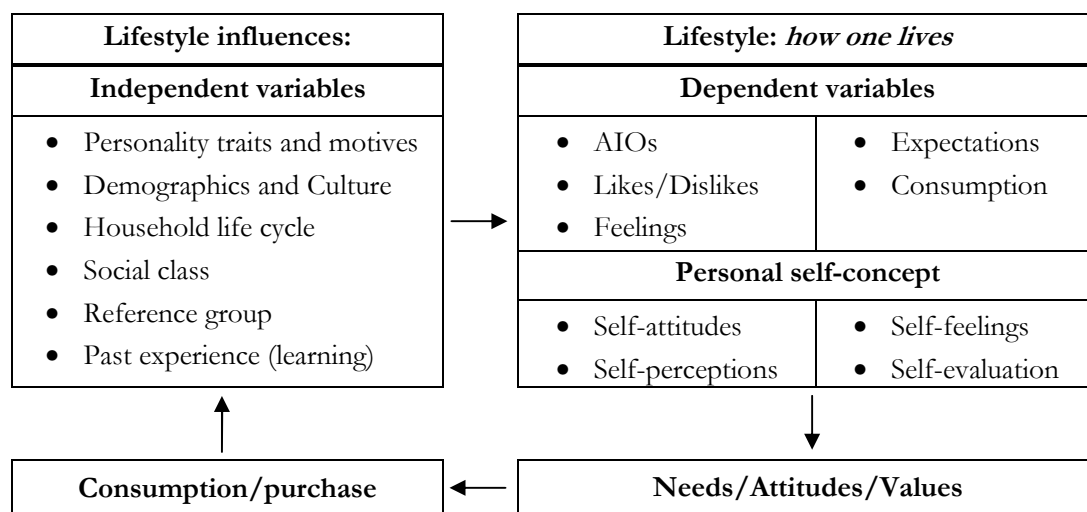 Lifestyle influences:
Independent variables
• Personality traits and motives
• Demographics and Culture
• Household life cycle
• Social class
• Reference group
• Past experience (learning)
Lifestyle: how one lives
Dependent variables
• AIOs
• Likes/Dislikes
• Feelings
• Expectations
• Consumption
Personal self-concept
• Self-attitudes
• Self-perceptions
• Self-feelings
• Self-evaluation
Consumption/purchase
Needs/Attitudes/Values